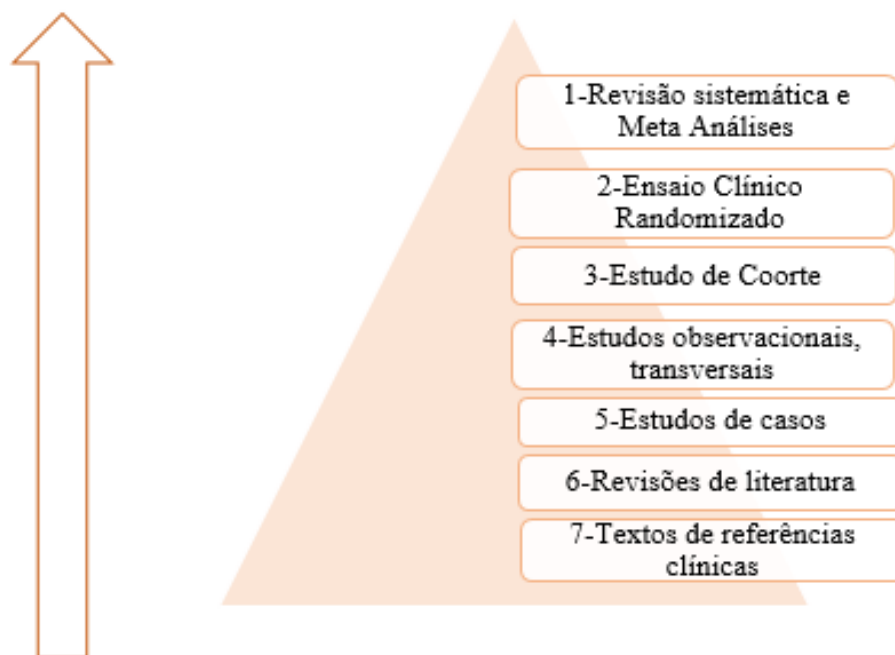 1-Revisão sistemática e
Meta Análises
2-Ensaio Clínico
Randomizado
3-Estudo de Coorte
4-Estudos observacionais,
transversais
5-Estudos de casos
6-Revisões de literatura
7-Textos de referências
clínicas